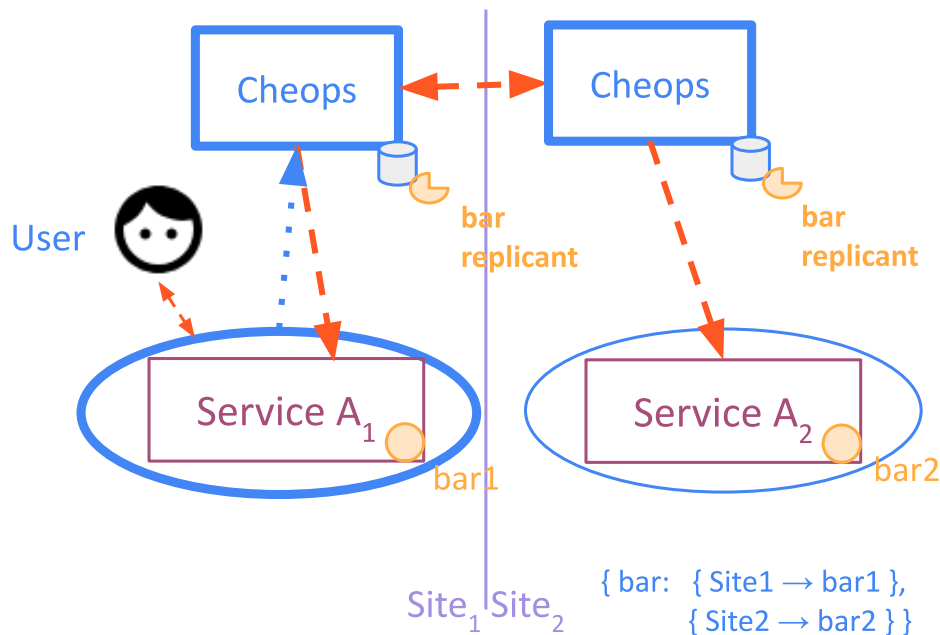 Cheops
Cheops
User
bar
replicant
bar
replicant
Service A₁
bar1
Service A₂
bar2
Site₁
Site₂
{ bar: { Site1 → bar1 },
{ Site2 → bar2 } }